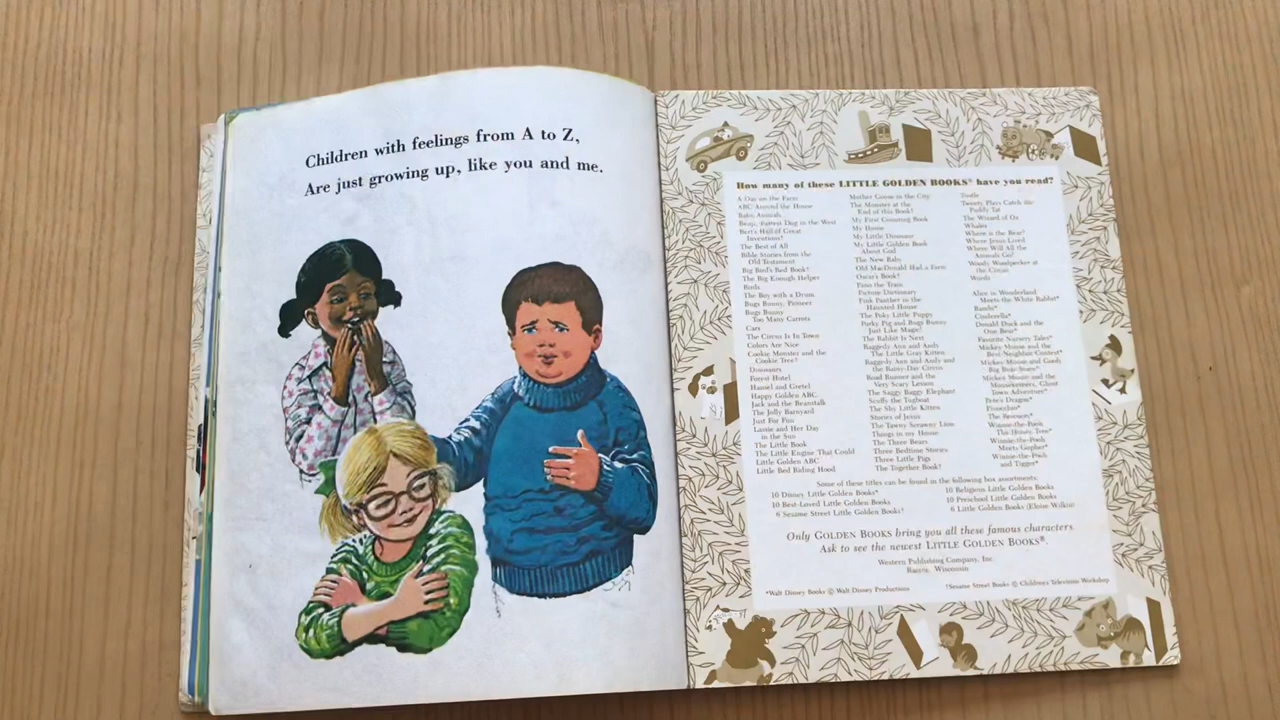 Children with feelings from A to Z,
Are just growing up, like you and me.
How many of these LITTLE GOLDEN BOOKS® have you read?
A Day on the Farm
ABC Around the House
Baby Animals
Benji, Fastest Dog in the West
Bert's Hall of Great
Inventions†
The Best of All
Bible Stories from the
Old Testament
Big Bird's Red Book†
The Big Enough Helper
Birds
The Boy with a Drum
Bugs Bunny, Pioneer
Bugs Bunny
Too Many Carrots
Cars
The Circus Is In Town
Colors Are Nice
Cookie Monster and the
Cookie Tree†
Dinosaurs
Forest Hotel
Hansel and Gretel
Happy Golden ABC
Jack and the Beanstalk
The Jolly Barnyard
Just For Fun
Lassie and Her Day
in the Sun
The Little Book
The Little Engine That Could
Little Golden ABC
Little Red Riding Hood
Mother Goose in the City
The Monster at the
End of this Book†
My First Counting Book
My Home
My Little Dinosaur
My Little Golden Book
About God
The New Baby
Old MacDonald Had a Farm
Oscar's Book†
Pano the Train
Picture Dictionary
Pink Panther in the
Haunted House
The Poky Little Puppy
Porky Pig and Bugs Bunny
Just Like Magic!
The Rabbit Is Next
Raggedy Ann and Andy
The Little Gray Kitten
Raggedy Ann and Andy and
the Rainy-Day Circus
Road Runner and the
Very Scary Lesson
The Saggy Baggy Elephant
Scuffy the Tugboat
The Shy Little Kitten
Stories of Jesus
The Tawny Scrawny Lion
Things in my House
The Three Bears
Three Bedtime Stories
Three Little Pigs
The Together Book†
Tootle
Tweety Plays Catch the
Puddy Tat
The Wizard of Oz
Whales
Where is the Bear?
Where Jesus Lived
Where Will All the
Animals Go?
Woody Woodpecker at
the Circus
Words
Alice in Wonderland
Meets the White Rabbit*
Bambi*
Cinderella*
Donald Duck and the
One Bear*
Favorite Nursery Tales*
Mickey Mouse and the
Best-Neighbor Contest*
Mickey Mouse and Goofy
Big Bear Scare*
Mickey Mouse and the
Mouseketeers, Ghost
Town Adventure*
Pete's Dragon*
Pinocchio*
The Rescuers*
Winnie-the-Pooh
The Honey Tree*
Winnie-the-Pooh
Meets Gopher*
Winnie-the-Pooh
and Tigger*
Some of these titles can be found in the following box assortments.
10 Disney Little Golden Books*
10 Best-Loved Little Golden Books
6 Sesame Street Little Golden Books†
10 Religious Little Golden Books
10 Preschool Little Golden Books
6 Little Golden Books (Eloise Wilkin)
Only GOLDEN BOOKS bring you all these famous characters.
Ask to see the newest LITTLE GOLDEN BOOKS®.
Western Publishing Company, Inc.
Racine, Wisconsin
*Walt Disney Books © Walt Disney Productions
†Sesame Street Books © Children's Television Workshop